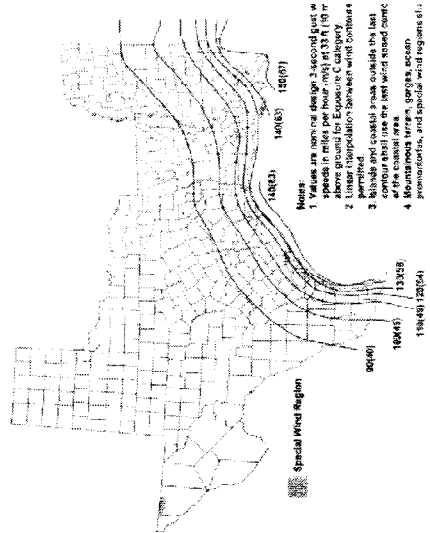 Special Wind Region
90(40)
100(45)
110(49)
120(54)
130(58)
140(63)
140(63)
150(67)
Notes:
1. Values are nominal design 3-second gust w
speeds in miles per hour (m/s) at 33 ft (10 m
above ground for Exposure C category.
2. Linear interpolation between wind contours
permitted.
3. Islands and coastal areas outside the last
contour shall use the last wind speed conto
of the coastal area.
4. Mountainous terrain, gorges, ocean
promontories, and special wind regions